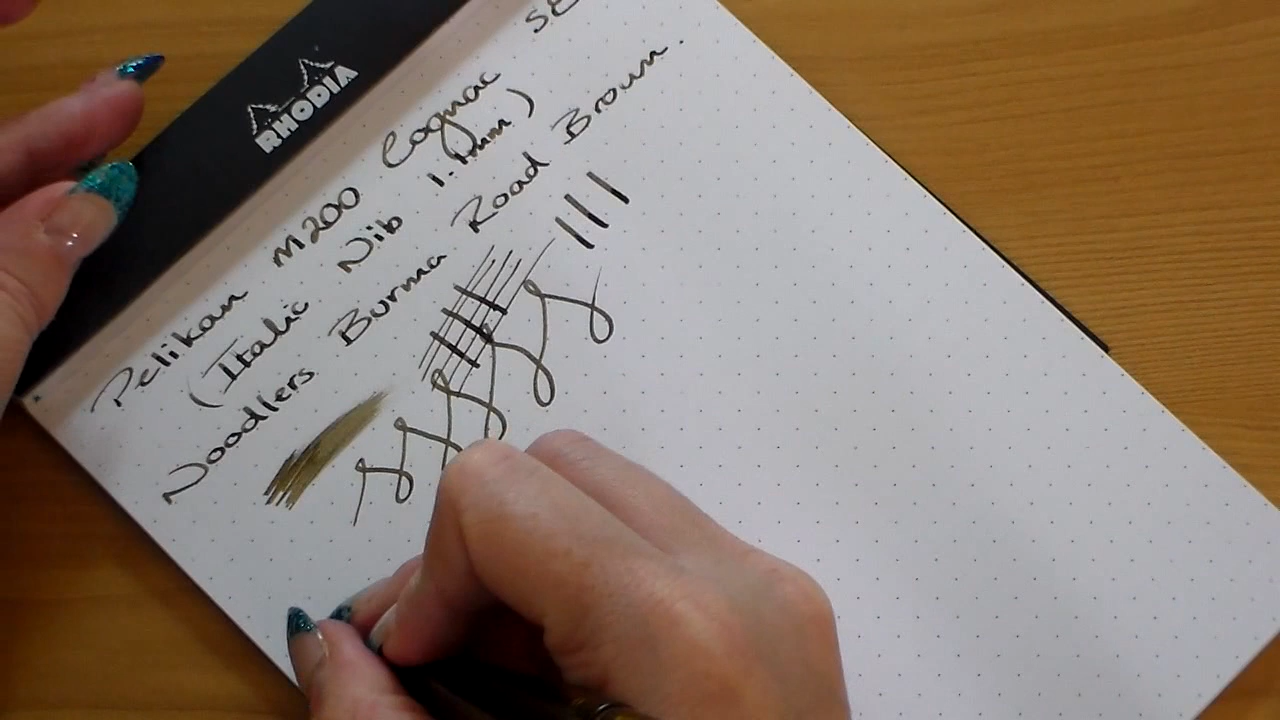 RHODIA
Pelikan M200 Cognac
(Italic Nib 1.1mm)
Noodlers Burma Road Brown.